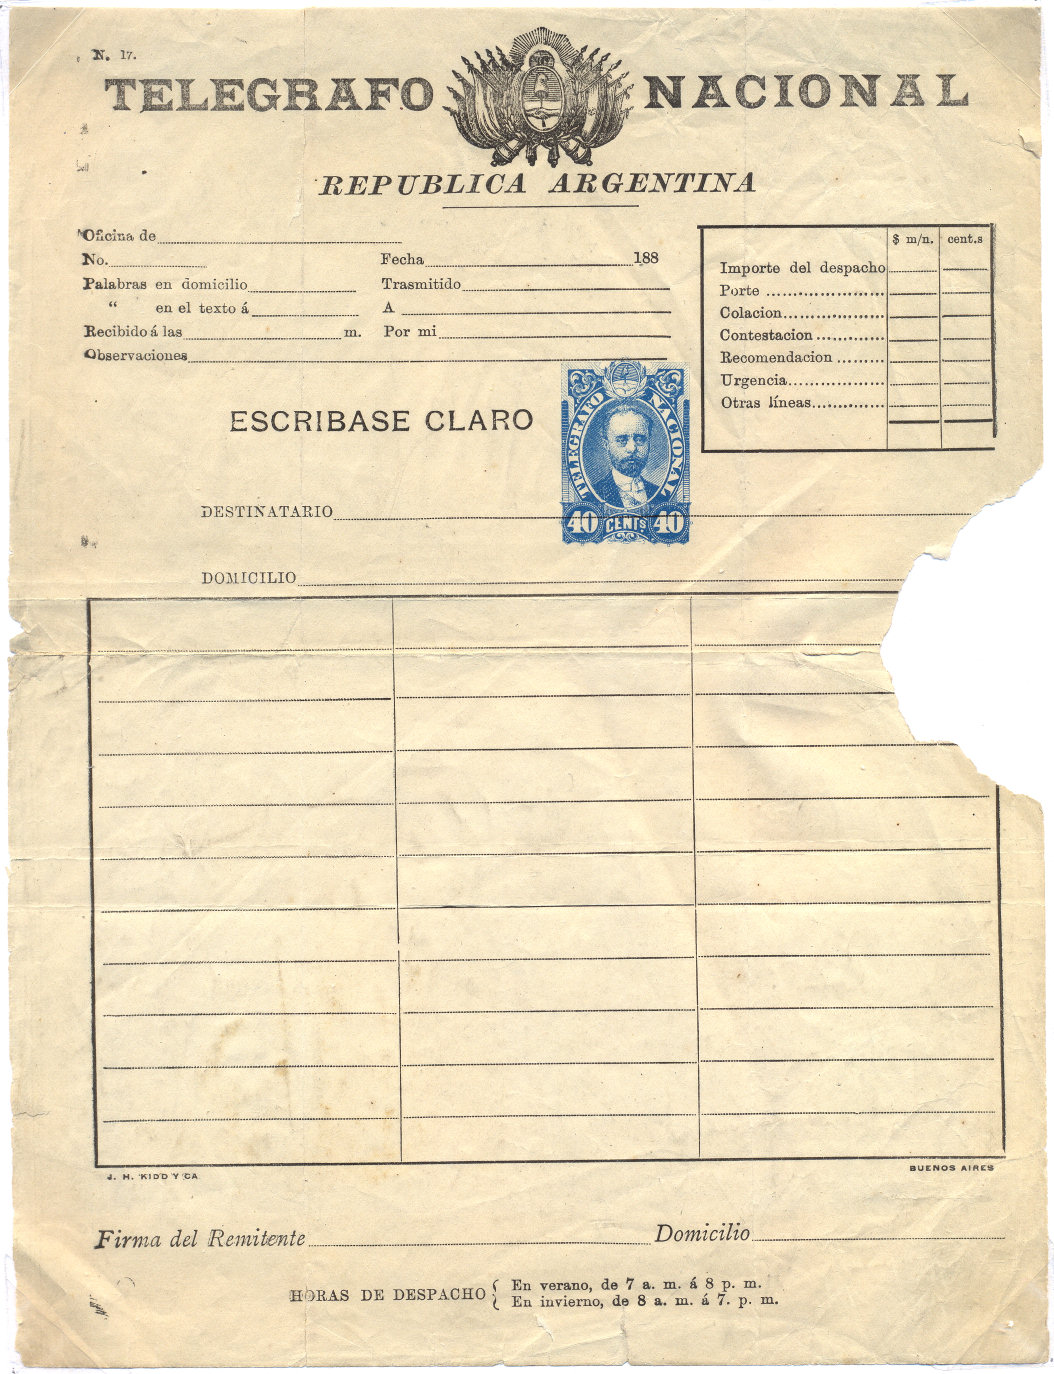 N. 17.
TELEGRAFO NACIONAL
REPUBLICA ARGENTINA
Oficina de
No.
Fecha 188
Palabras en domicilio
Trasmitido
“ en el texto á
A
Recibido á las m.
Por mi
Observaciones
$ m/n. cent.s
Importe del despacho
Porte
Colacion
Contestacion
Recomendacion
Urgencia
Otras líneas
ESCRIBASE CLARO
TELEGRAFO NACIONAL
40 CENTS 40
DESTINATARIO
DOMICILIO
J. H. KIDD Y CA
BUENOS AIRES
Firma del Remitente Domicilio
HORAS DE DESPACHO { En verano, de 7 a. m. á 8 p. m.
En invierno, de 8 a. m. á 7. p. m.